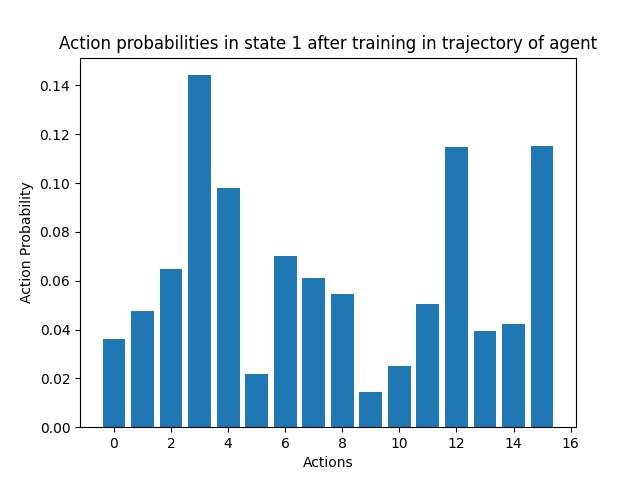 Action probabilities in state 1 after training in trajectory of agent
0.14
0.12
0.10
0.08
0.06
0.04
0.02
0.00
Action Probability
0 2 4 6 8 10 12 14 16
Actions